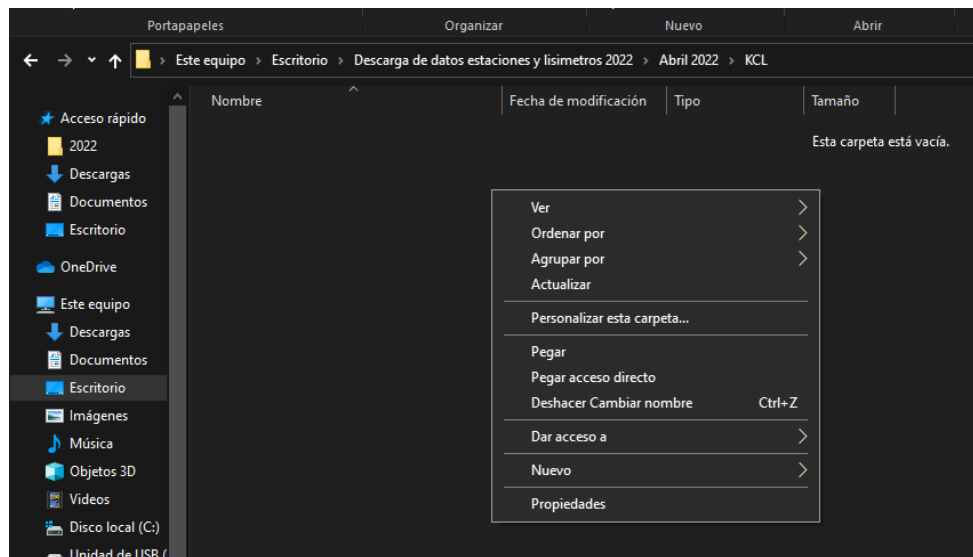 Portapapeles Organizar Nuevo Abrir
Este equipo > Escritorio > Descarga de datos estaciones y lisimetros 2022 > Abril 2022 > KCL
Nombre Fecha de modificación Tipo Tamaño
Esta carpeta está vacía.
Acceso rápido
2022
Descargas
Documentos
Escritorio
OneDrive
Este equipo
Descargas
Documentos
Escritorio
Imágenes
Música
Objetos 3D
Videos
Disco local (C:)
Unidad de USB (
Ver
Ordenar por
Agrupar por
Actualizar
Personalizar esta carpeta...
Pegar
Pegar acceso directo
Deshacer Cambiar nombre Ctrl+Z
Dar acceso a
Nuevo
Propiedades